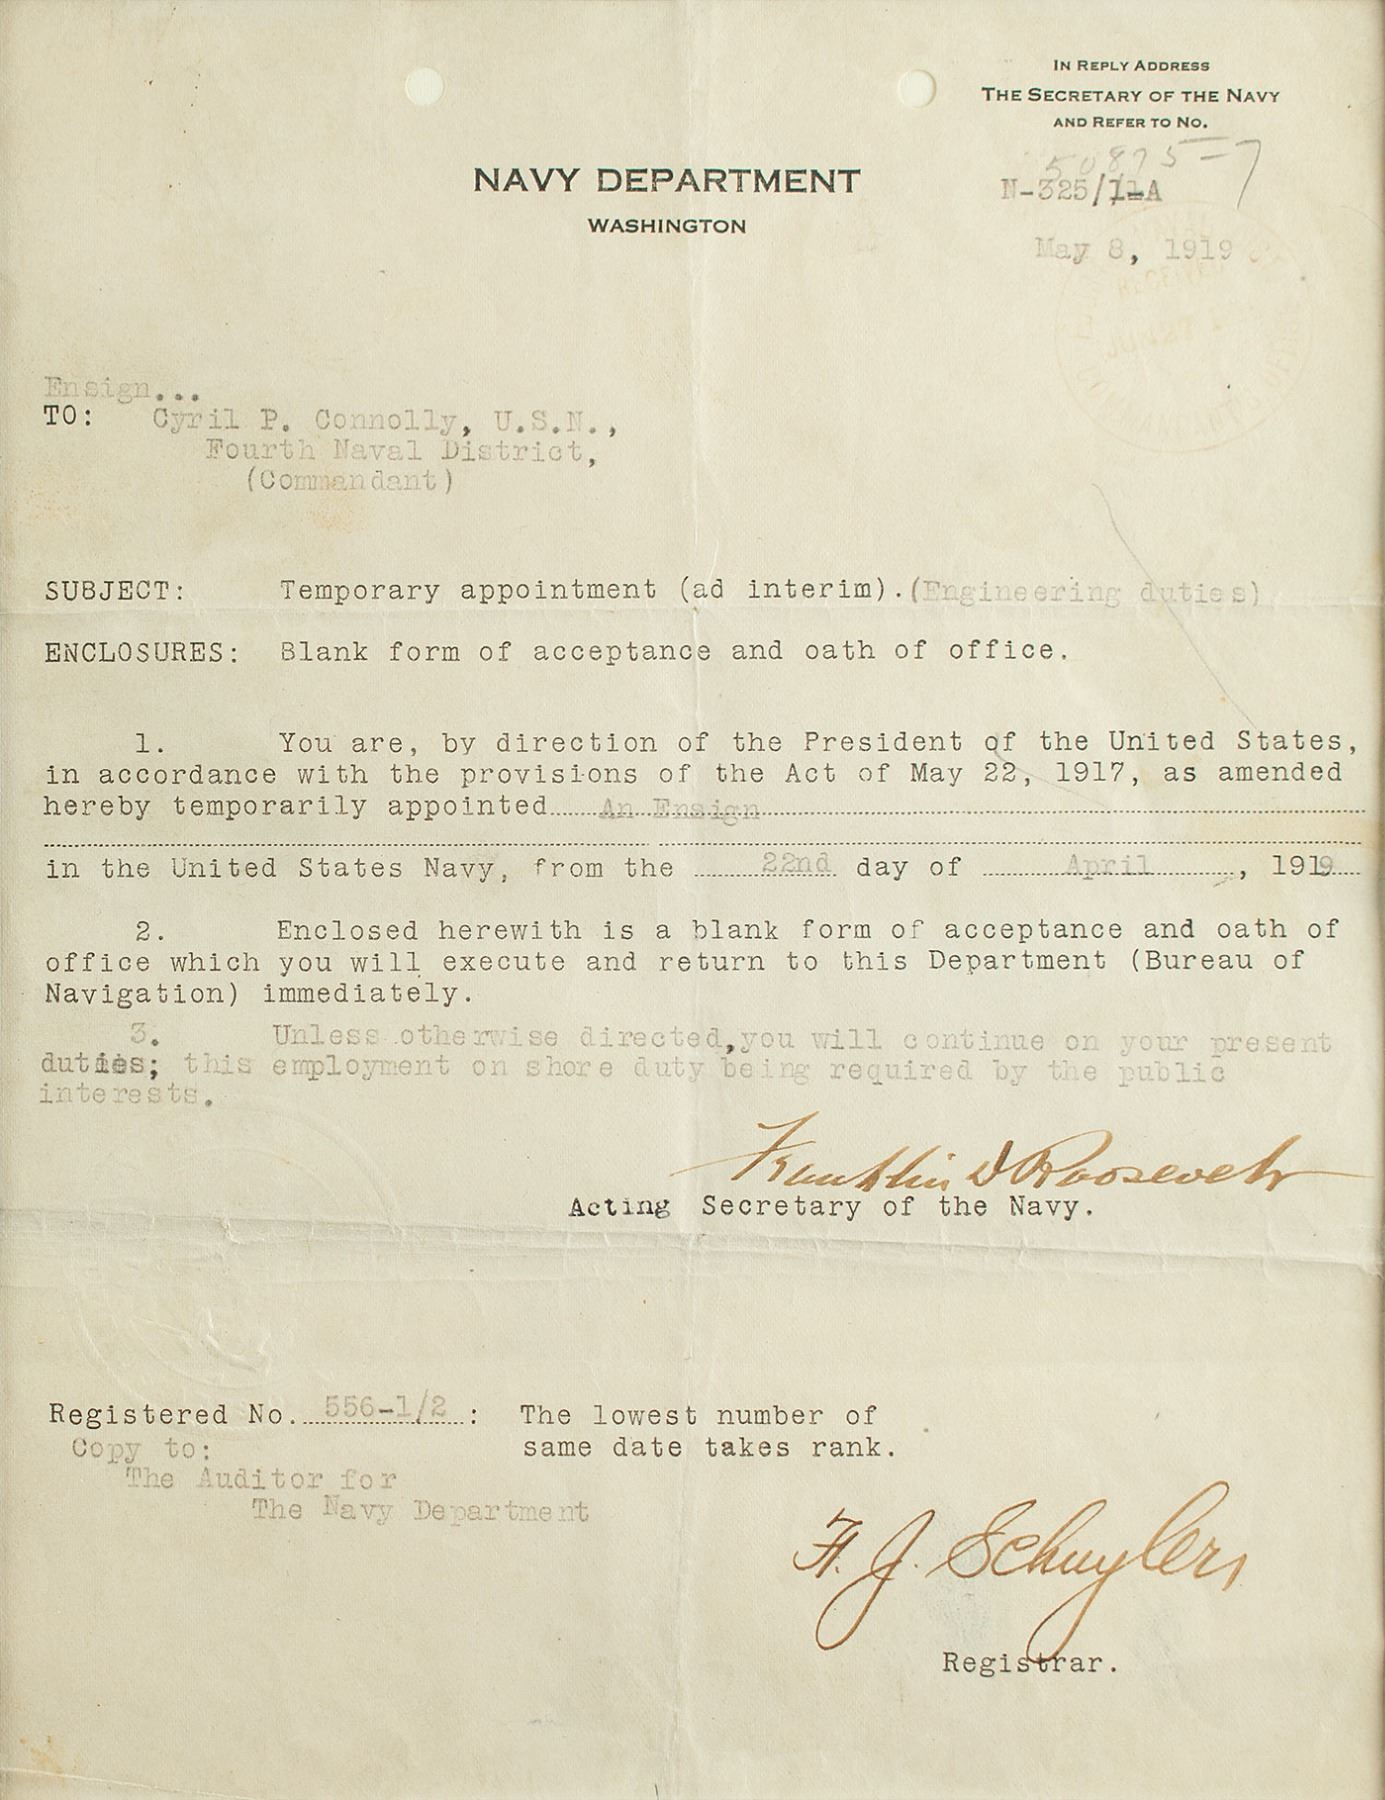 IN REPLY ADDRESS
THE SECRETARY OF THE NAVY
AND REFER TO NO.
50875-7
N-325/11-A
NAVY DEPARTMENT
WASHINGTON
May 8, 1919
Ensign...
TO: Cyril P. Connolly, U.S.N.,
Fourth Naval District,
(Commandant)
SUBJECT: Temporary appointment (ad interim).(Engineering duties)
ENCLOSURES: Blank form of acceptance and oath of office.
1. You are, by direction of the President of the United States,
in accordance with the provisions of the Act of May 22, 1917, as amended
hereby temporarily appointed An Ensign
in the United States Navy, from the 22nd day of April, 1919
2. Enclosed herewith is a blank form of acceptance and oath of
office which you will execute and return to this Department (Bureau of
Navigation) immediately.
3. Unless otherwise directed, you will continue on your present
duties; this employment on shore duty being required by the public
interests.
Franklin D Roosevelt
Acting Secretary of the Navy.
Registered No. 556-1/2: The lowest number of
Copy to: same date takes rank.
The Auditor for
The Navy Department
H. J. Schuyler,
Registrar.